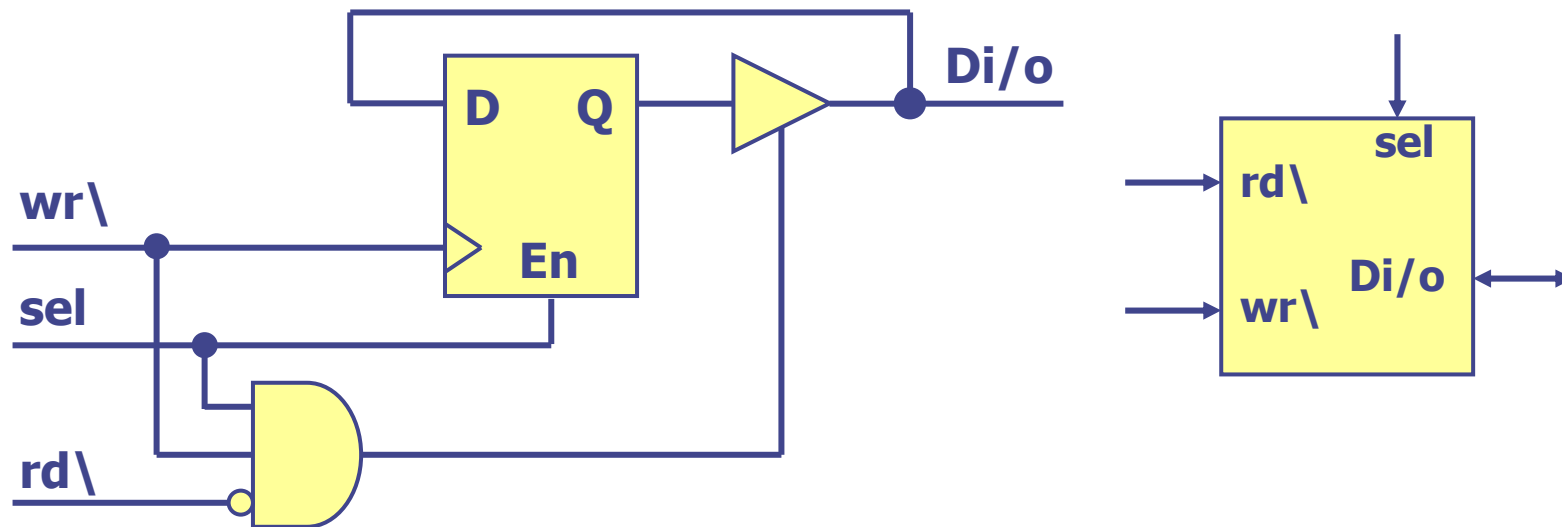 Di/o
D Q
wr\
En
sel
rd\
sel
rd\
Di/o
wr\